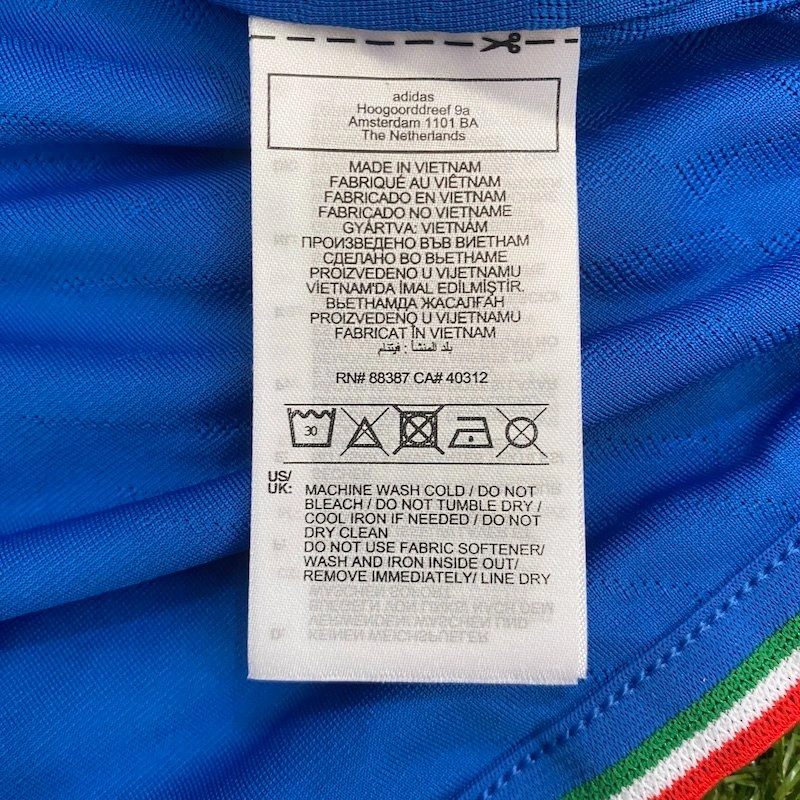 adidas
Hoogoorddreef 9a
Amsterdam 1101 BA
The Netherlands
MADE IN VIETNAM
FABRIQUÉ AU VIÊTNAM
FABRICADO EN VIETNAM
FABRICADO NO VIETNAME
GYÁRTVA: VIETNÁM
ПРОИЗВЕДЕНО ВЪВ ВИЕТНАМ
СДЕЛАНО ВО ВЬЕТНАМЕ
PROIZVEDENO U VIJETNAMU
VİETNAM'DA İMAL EDİLMİŞTİR.
ВЬЕТНАМДА ЖАСАЛҒАН
PROIZVEDENO U VIJETNAMU
FABRICAT ÎN VIETNAM
بلد المنشأ : فيتنام
RN# 88387 CA# 40312
30
US/
UK: MACHINE WASH COLD / DO NOT
BLEACH / DO NOT TUMBLE DRY /
COOL IRON IF NEEDED / DO NOT
DRY CLEAN
DO NOT USE FABRIC SOFTENER/
WASH AND IRON INSIDE OUT/
REMOVE IMMEDIATELY/ LINE DRY